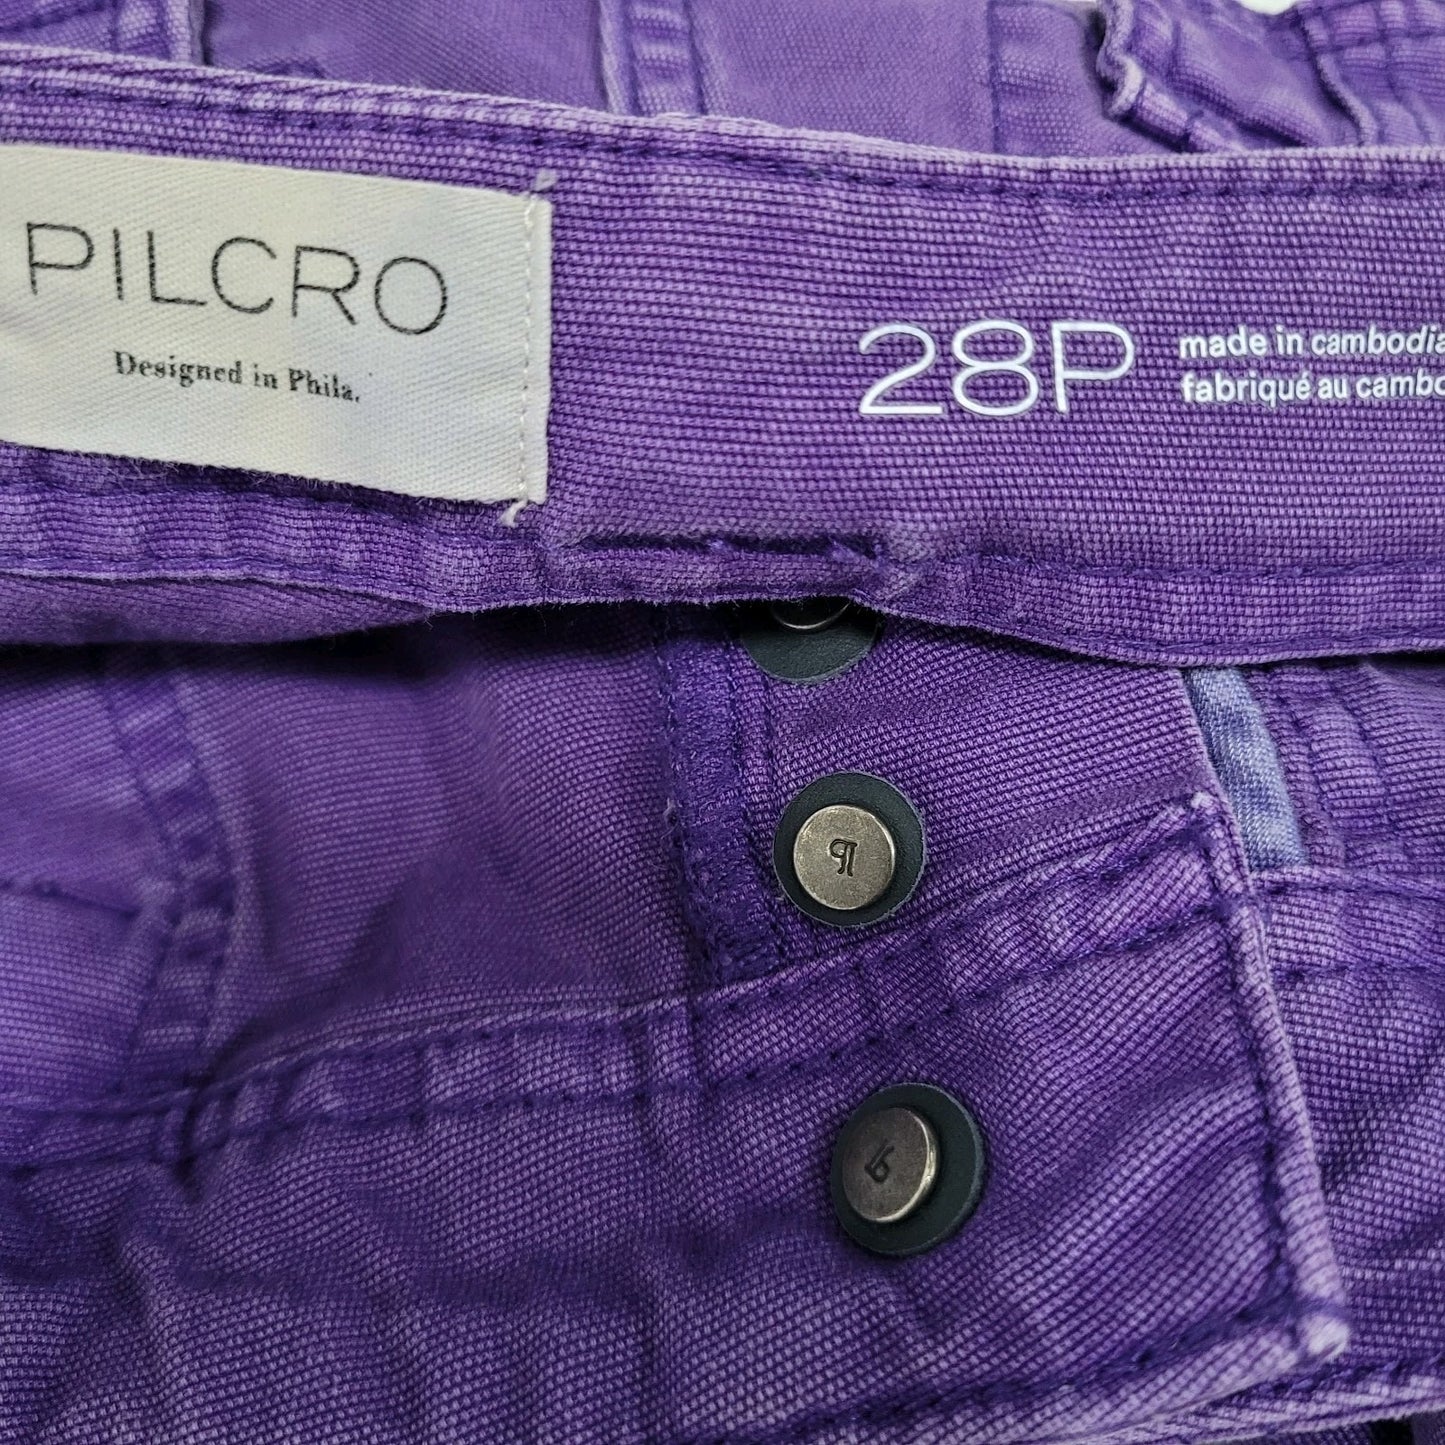 PILCRO
Designed in Phila.
28P
made in cambodia
fabriqué au cambo